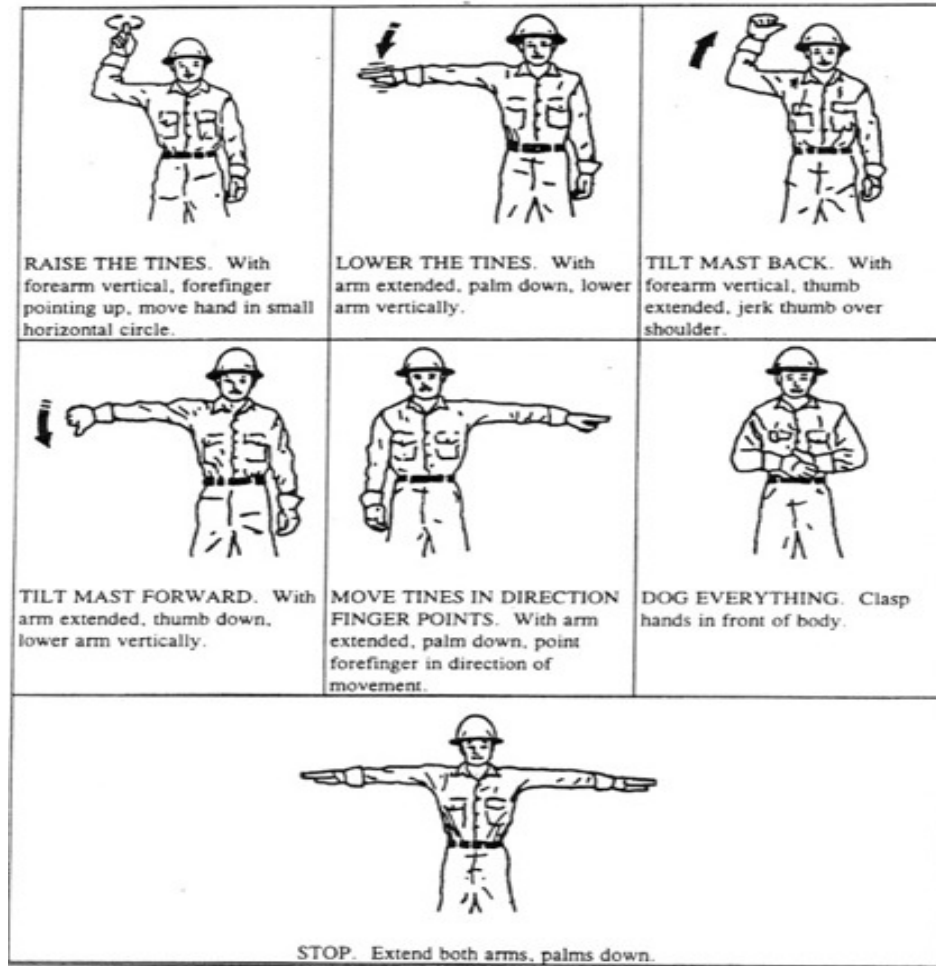 RAISE THE TINES. With
forearm vertical, forefinger
pointing up, move hand in small
horizontal circle.
LOWER THE TINES. With
arm extended, palm down, lower
arm vertically.
TILT MAST BACK. With
forearm vertical, thumb
extended, jerk thumb over
shoulder.
TILT MAST FORWARD. With
arm extended, thumb down,
lower arm vertically.
MOVE TINES IN DIRECTION
FINGER POINTS. With arm
extended, palm down, point
forefinger in direction of
movement.
DOG EVERYTHING. Clasp
hands in front of body.
STOP. Extend both arms, palms down.